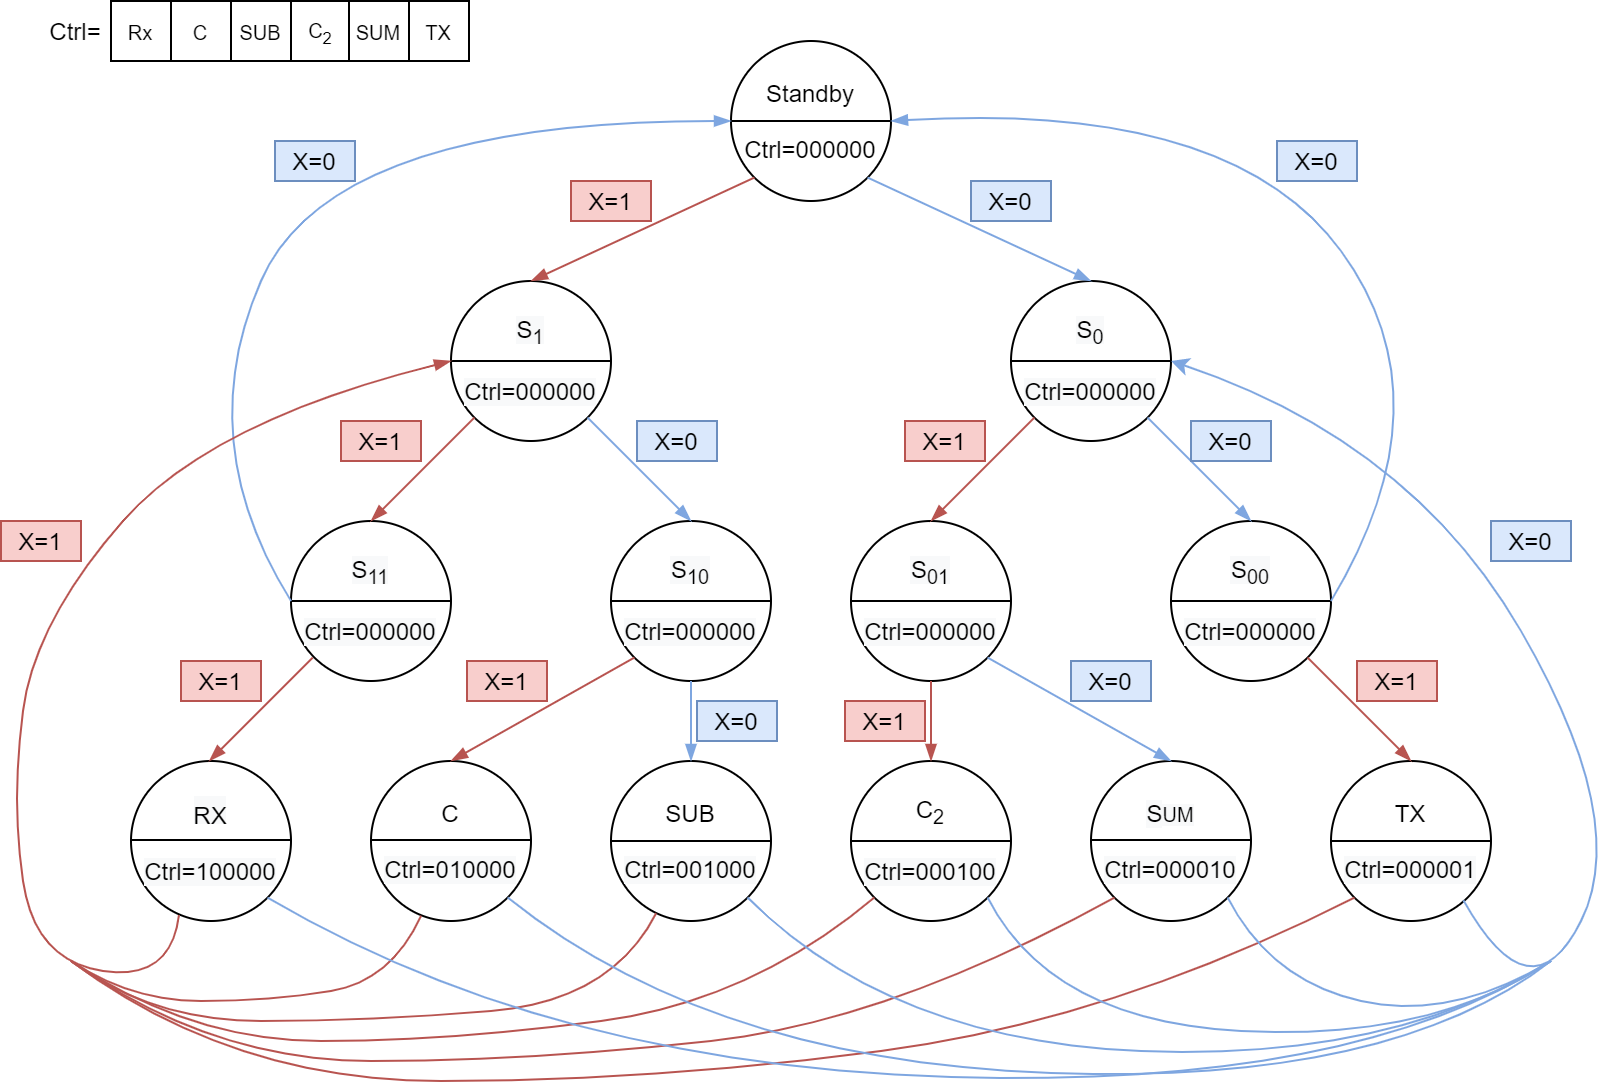 Ctrl= Rx C SUB C₂ SUM TX
Standby
Ctrl=000000
X=0
X=0
X=1
X=0
S₁
Ctrl=000000
S₀
Ctrl=000000
X=1
X=0
X=1
X=0
X=1
X=0
S₁₁
Ctrl=000000
S₁₀
Ctrl=000000
S₀₁
Ctrl=000000
S₀₀
Ctrl=000000
X=1
X=1
X=0
X=1
X=0
X=1
RX
Ctrl=100000
C
Ctrl=010000
SUB
Ctrl=001000
C₂
Ctrl=000100
SUM
Ctrl=000010
TX
Ctrl=000001